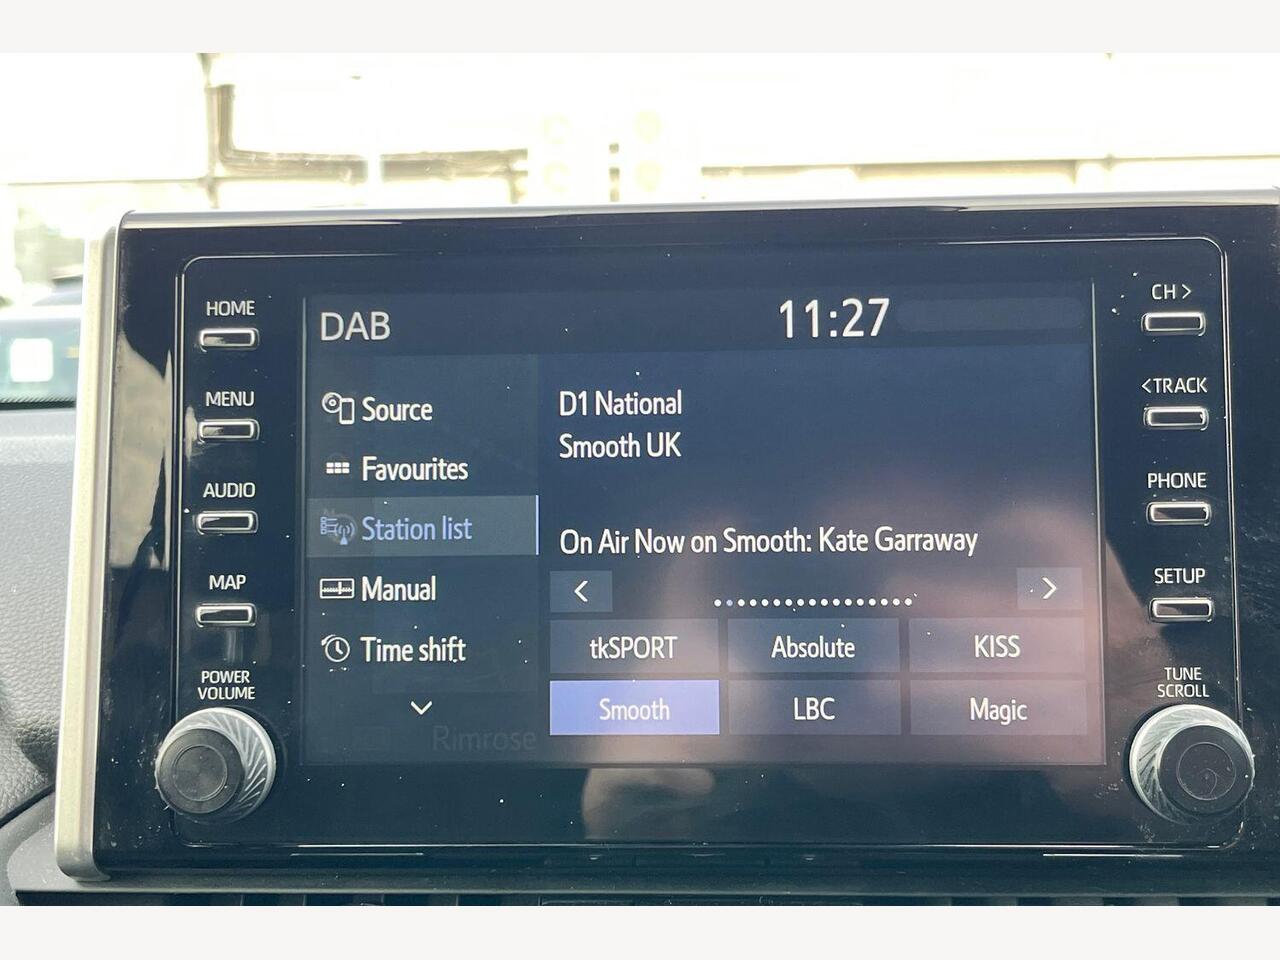 HOME
MENU
AUDIO
MAP
POWER
VOLUME
DAB
11:27
Source
Favourites
Station list
Manual
Time shift
Rimrose
D1 National
Smooth UK
On Air Now on Smooth: Kate Garraway
tkSPORT
Absolute
KISS
Smooth
LBC
Magic
CH >
<TRACK
PHONE
SETUP
TUNE
SCROLL